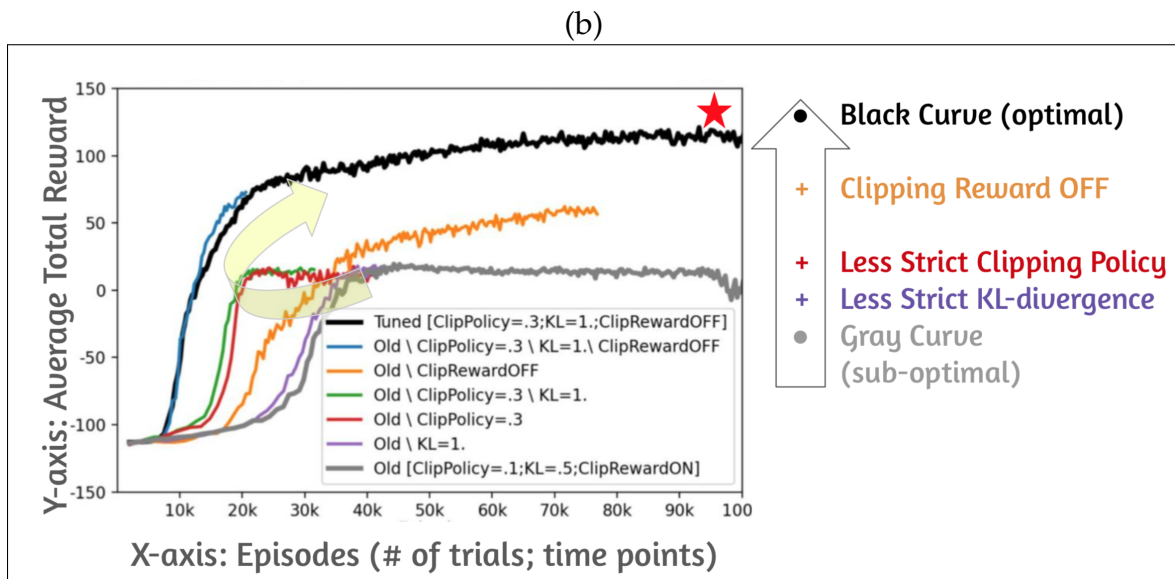 (b)
Y-axis: Average Total Reward
150
100
50
0
-50
-100
-150
10k
20k
30k
40k
50k
60k
70k
80k
90k
100
Tuned [ClipPolicy=.3;KL=1.;ClipRewardOFF]
Old \ ClipPolicy=.3 \ KL=1.\ ClipRewardOFF
Old \ ClipRewardOFF
Old \ ClipPolicy=.3 \ KL=1.
Old \ ClipPolicy=.3
Old \ KL=1.
Old [ClipPolicy=.1;KL=.5;ClipRewardON]
X-axis: Episodes (# of trials; time points)
Black Curve (optimal)
+ Clipping Reward OFF
+ Less Strict Clipping Policy
+ Less Strict KL-divergence
Gray Curve
(sub-optimal)